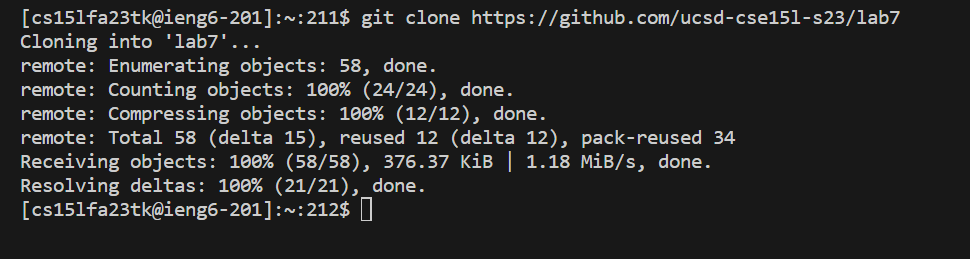 [cs15lfa23tk@ieng6-201]:~:211$ git clone https://github.com/ucsd-cse15l-s23/lab7
Cloning into 'lab7'...
remote: Enumerating objects: 58, done.
remote: Counting objects: 100% (24/24), done.
remote: Compressing objects: 100% (12/12), done.
remote: Total 58 (delta 15), reused 12 (delta 12), pack-reused 34
Receiving objects: 100% (58/58), 376.37 KiB | 1.18 MiB/s, done.
Resolving deltas: 100% (21/21), done.
[cs15lfa23tk@ieng6-201]:~:212$